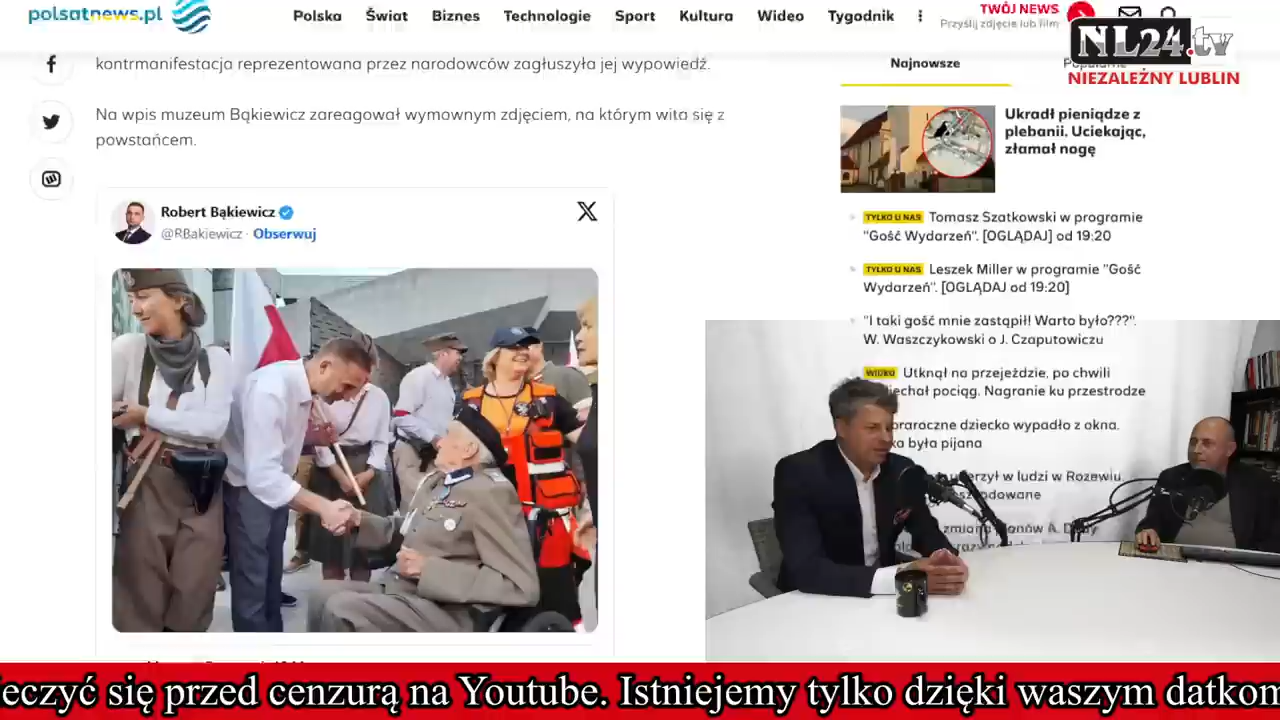 polsatnews.pl
Polska Świat Biznes Technologie Sport Kultura Wideo Tygodnik
TWÓJ NEWS
Przyślij zdjęcie lub film
NL24.tv
NIEZALEŻNY LUBLIN
kontrmanifestacja reprezentowana przez narodowców zagłuszyła jej wypowiedź.
Na wpis muzeum Bąkiewicz zareagował wymownym zdjęciem, na którym wita się z
powstańcem.
Robert Bąkiewicz
@RBakiewicz · Obserwuj
Najnowsze
Ukradł pieniądze z
plebanii. Uciekając,
złamał nogę
TYLKO U NAS Tomasz Szatkowski w programie
"Gość Wydarzeń". [OGLĄDAJ] od 19:20
TYLKO U NAS Leszek Miller w programie "Gość
Wydarzeń". [OGLĄDAJ od 19:20]
"I taki gość mnie zastąpił! Warto było???".
W. Waszczykowski o J. Czaputowiczu
WIDEO Utknął na przejeździe, po chwili
pociąg. Nagranie ku przestrodze
dziecko wypadło z okna.
była pijana
w ludzi w Rozewiu.
eczyć się przed cenzurą na Youtube. Istniejemy tylko dzięki waszym datkom